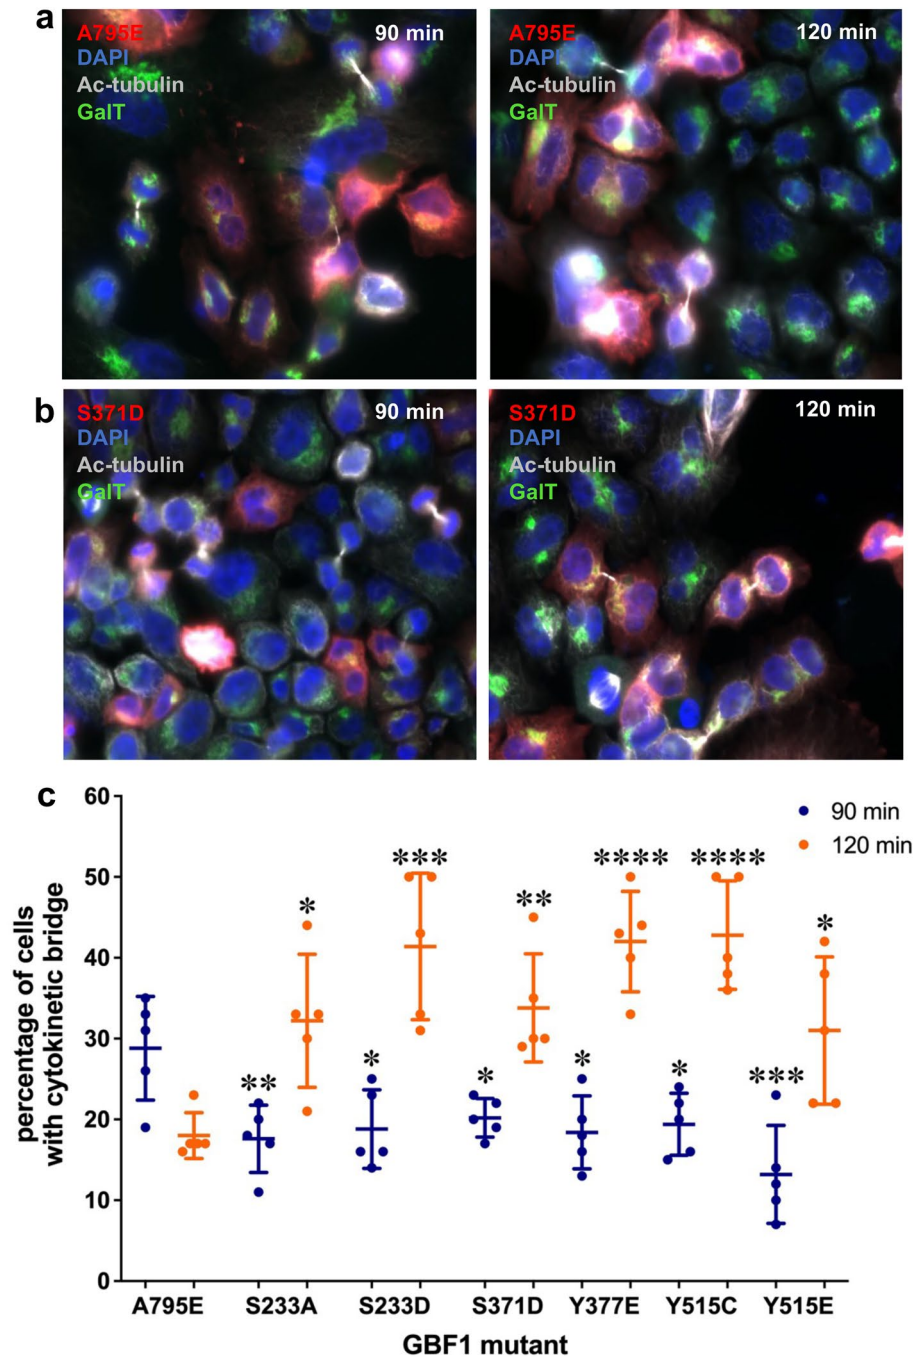 a
A795E
90 min
DAPI
Ac-tubulin
GalT
A795E
120 min
DAPI
Ac-tubulin
GalT
b
S371D
90 min
DAPI
Ac-tubulin
GalT
S371D
120 min
DAPI
Ac-tubulin
GalT
c
percentage of cells
with cytokinetic bridge
60
50
40
30
20
10
0
90 min
120 min
**
*
*
***
*
**
*
****
*
****
***
*
A795E
S233A
S233D
S371D
Y377E
Y515C
Y515E
GBF1 mutant